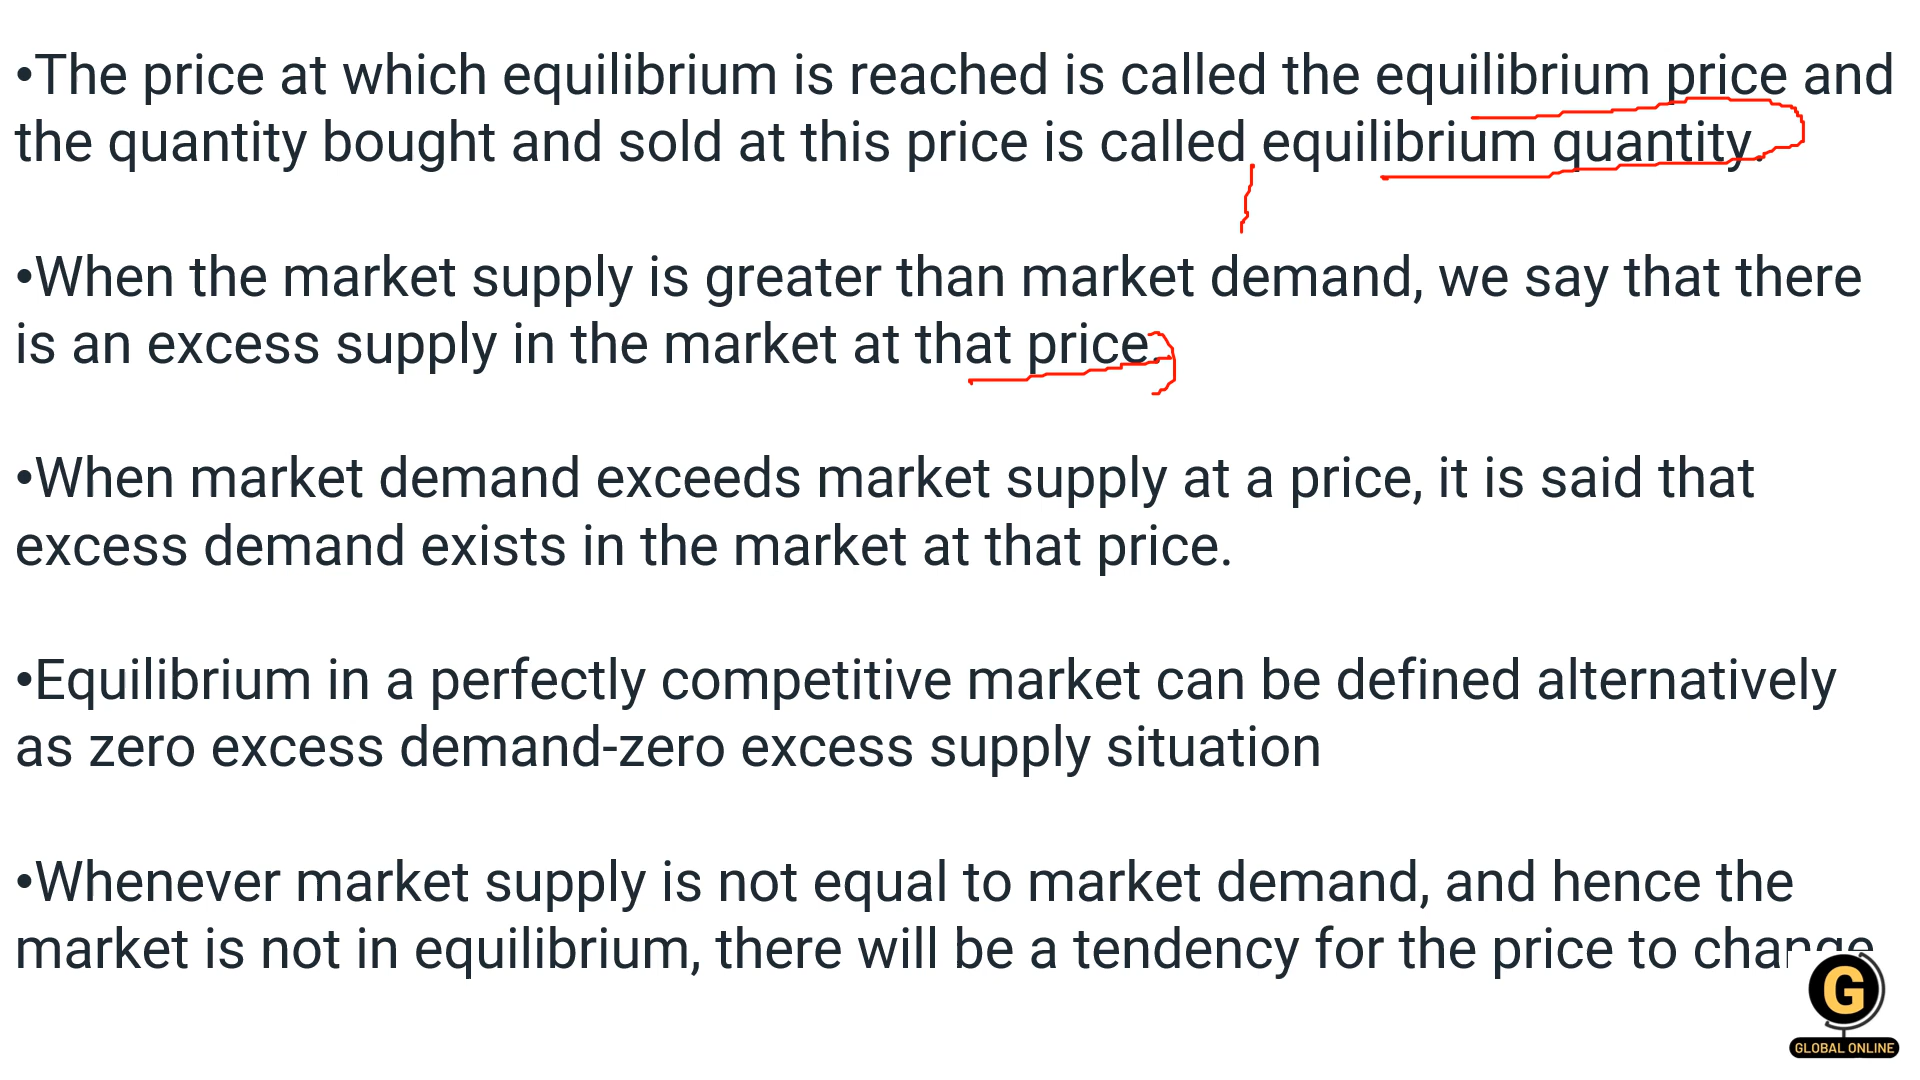 •The price at which equilibrium is reached is called the equilibrium price and
the quantity bought and sold at this price is called equilibrium quantity.
•When the market supply is greater than market demand, we say that there
is an excess supply in the market at that price.
•When market demand exceeds market supply at a price, it is said that
excess demand exists in the market at that price.
•Equilibrium in a perfectly competitive market can be defined alternatively
as zero excess demand-zero excess supply situation
•Whenever market supply is not equal to market demand, and hence the
market is not in equilibrium, there will be a tendency for the price to change
G
GLOBAL ONLINE